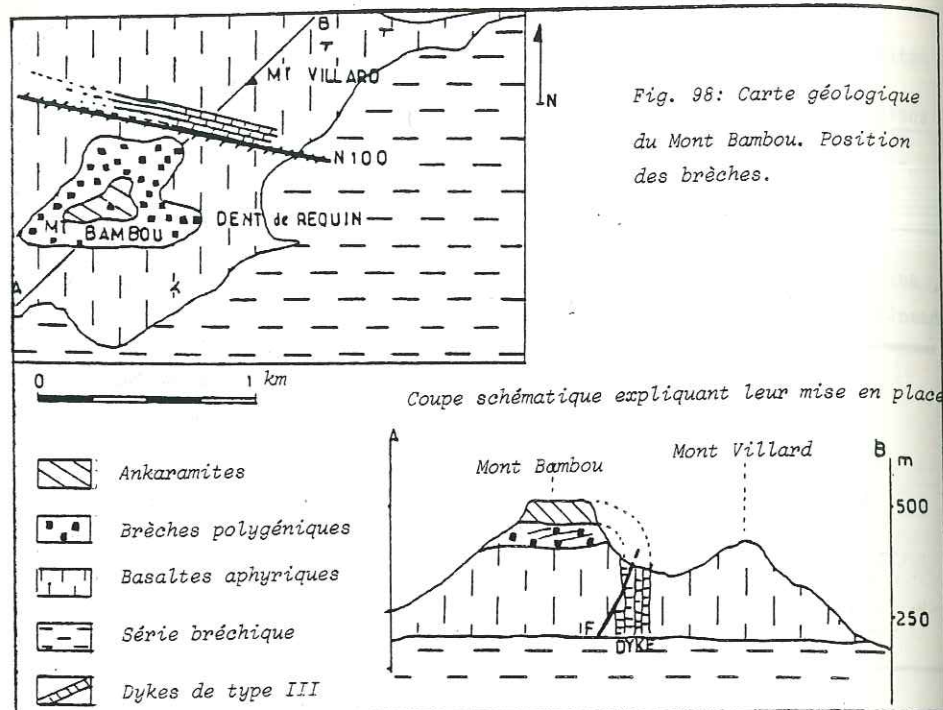 B
MT VILLARD
N
Fig. 98: Carte géologique
du Mont Bambou. Position
des brèches.
N100
DENT de REQUIN
MT BAMBOU
A
0 1 km
Coupe schématique expliquant leur mise en place
A
B
m
Mont Bambou
Mont Villard
500
250
F
DYKE
Ankaramites
Brèches polygéniques
Basaltes aphyriques
Série bréchique
Dykes de type III